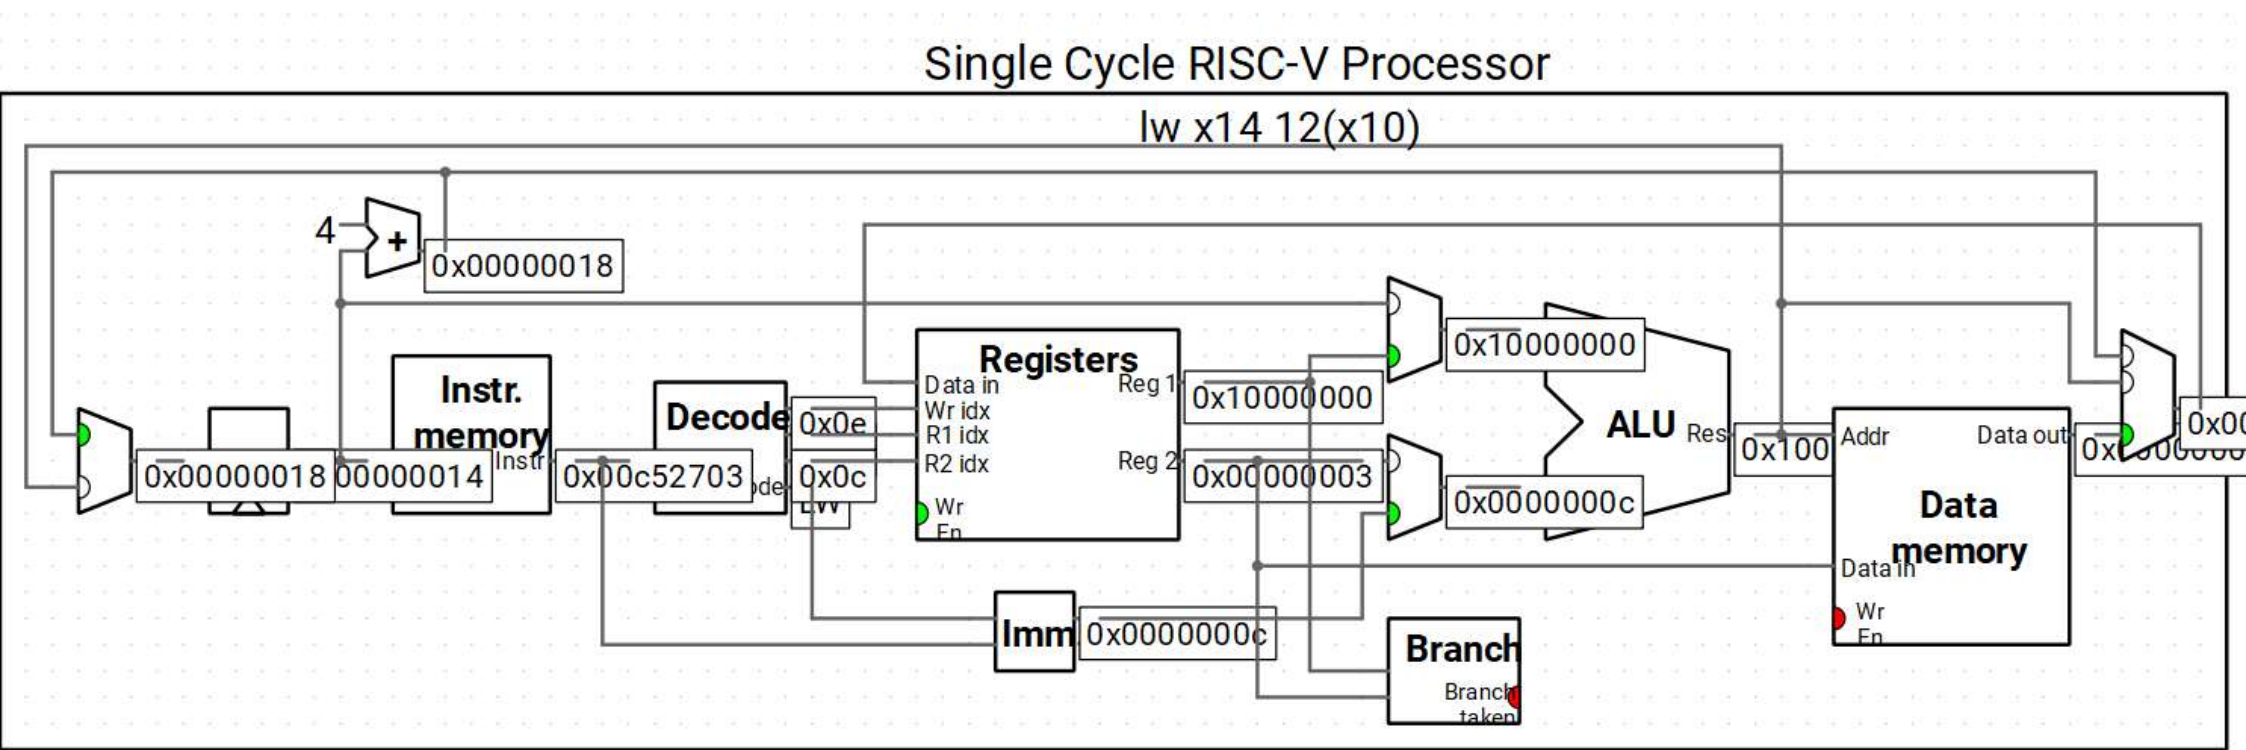 Single Cycle RISC-V Processor
lw x14 12(x10)
4
+
0x00000018
Instr.
memory
Instr
Decode
Registers
Data in
Wr idx
R1 idx
R2 idx
Wr
En
Reg 1
Reg 2
0x00000018
00000014
0x00c52703
0x0e
0x0c
LW
0x10000000
0x00000003
0x10000000
0x0000000c
ALU
Res
0x100
Addr
Data out
Data
memory
Data in
Wr
En
0x00
Imm
0x0000000c
Branch
Branch
taken